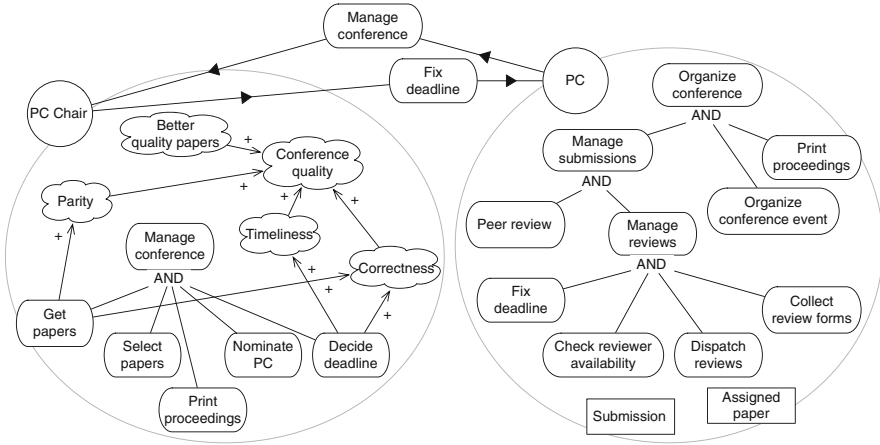 Manage
conference
Fix
deadline
PC Chair
PC
Better
quality papers
+
Conference
quality
+
+
+
+
Parity
+
Timeliness
Manage
conference
AND
Correctness
+
+
+
Get
papers
Select
papers
Nominate
PC
Decide
deadline
Print
proceedings
Organize
conference
AND
Manage
submissions
AND
Print
proceedings
Organize
conference event
Peer review
Manage
reviews
AND
Fix
deadline
Collect
review forms
Check reviewer
availability
Dispatch
reviews
Submission
Assigned
paper